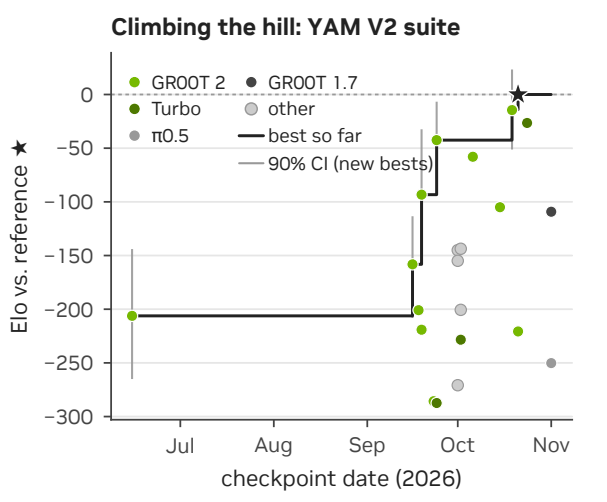 Climbing the hill: YAM V2 suite
GR00T 2
GR00T 1.7
Turbo
other
π0.5
best so far
90% CI (new bests)
0
−50
−100
−150
−200
−250
−300
Elo vs. reference ★
Jul
Aug
Sep
Oct
Nov
checkpoint date (2026)